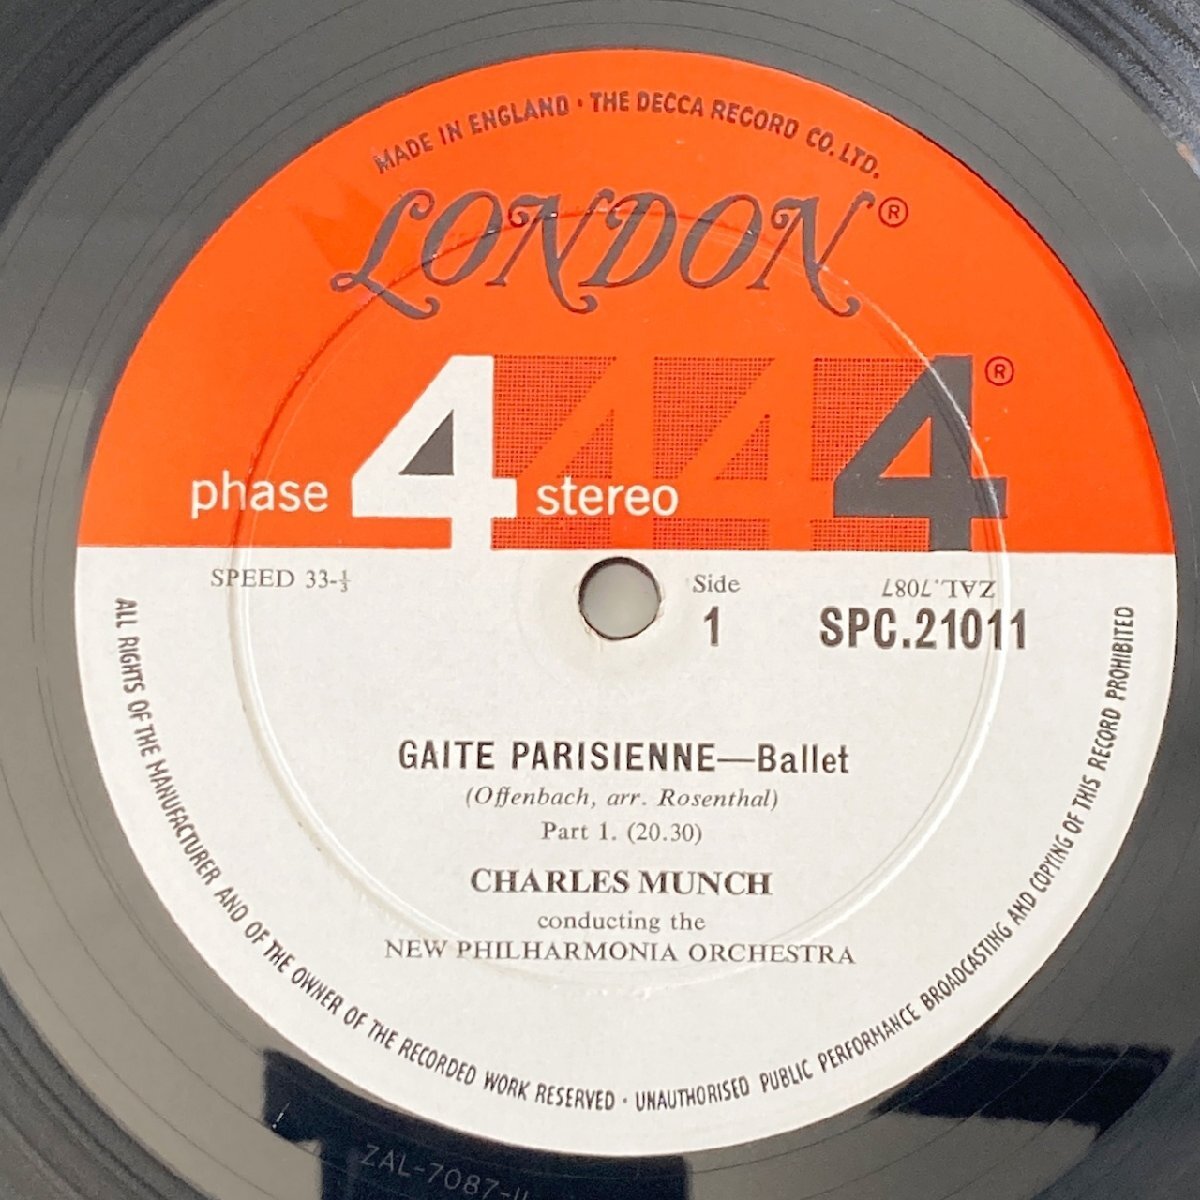 MADE IN ENGLAND · THE DECCA RECORD CO. LTD.
LONDON®
phase 4 stereo 4 4 4®
SPEED 33-⅓
Side
1
ZAL.7087
SPC.21011
GAITE PARISIENNE—Ballet
(Offenbach, arr. Rosenthal)
Part 1. (20.30)
CHARLES MUNCH
conducting the
NEW PHILHARMONIA ORCHESTRA
ALL RIGHTS OF THE MANUFACTURER AND OF THE OWNER OF THE RECORDED WORK RESERVED · UNAUTHORISED PUBLIC PERFORMANCE BROADCASTING AND COPYING OF THIS RECORD PROHIBITED
ZAL-7087-